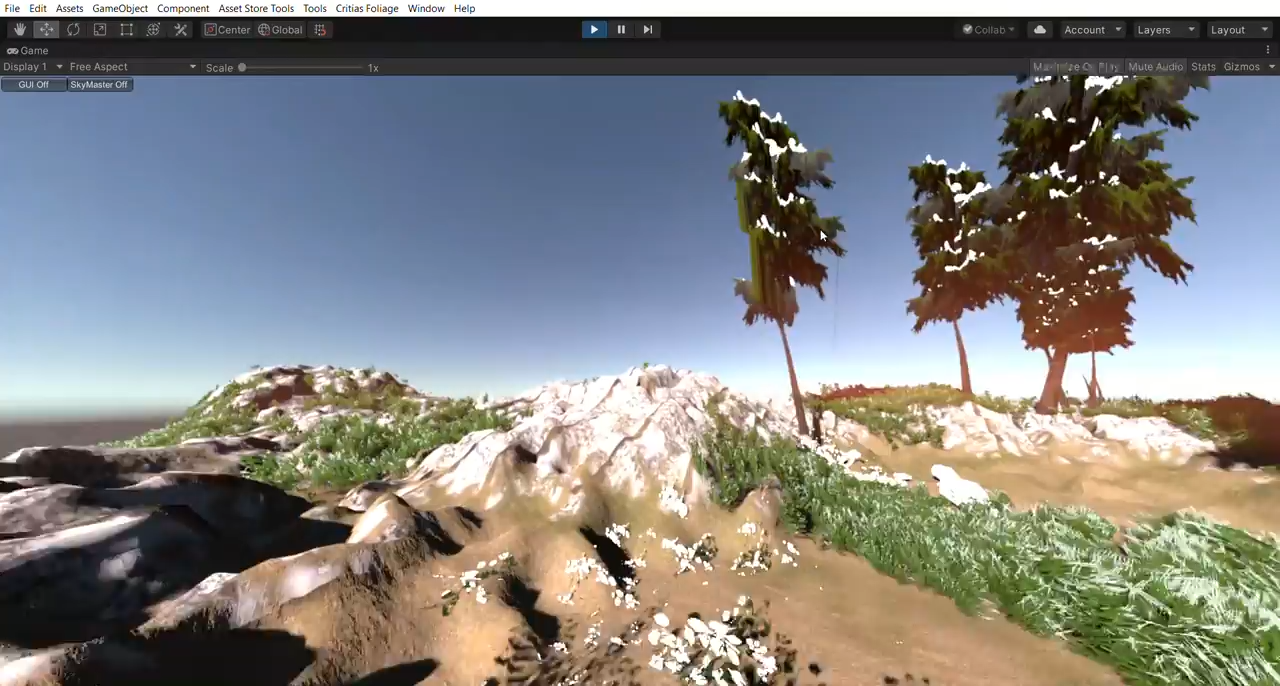 File Edit Assets GameObject Component Asset Store Tools Tools Critias Foliage Window Help
Center Global Collab Account Layers Layout
Game
Display 1 Free Aspect Scale 1x Mute Audio Stats Gizmos
GUI Off SkyMaster Off